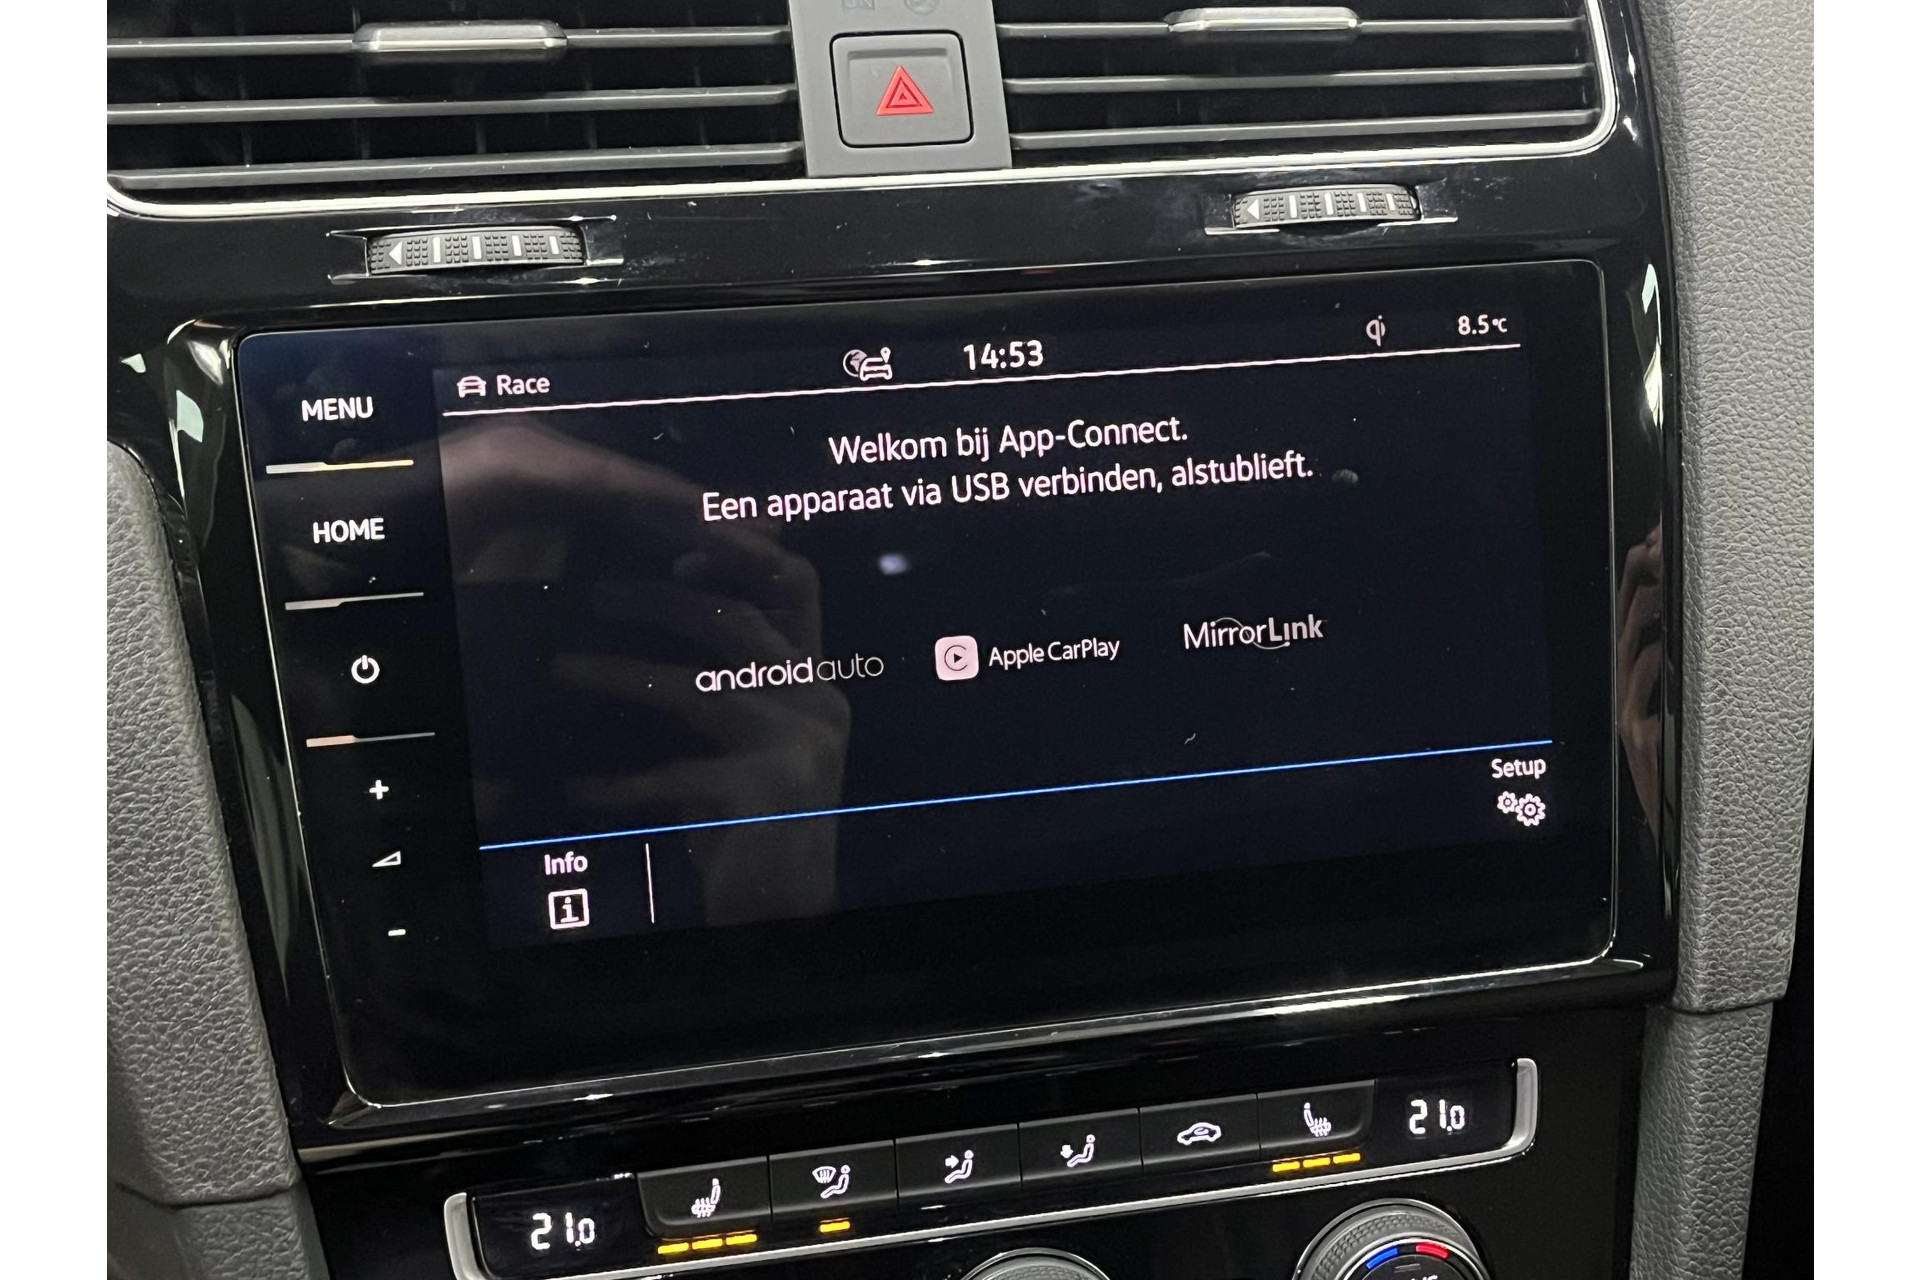 14:53
8.5°C
Race
MENU
HOME
Welkom bij App-Connect.
Een apparaat via USB verbinden, alstublieft.
androidauto
Apple CarPlay
MirrorLink
Setup
Info
21.0
21.0